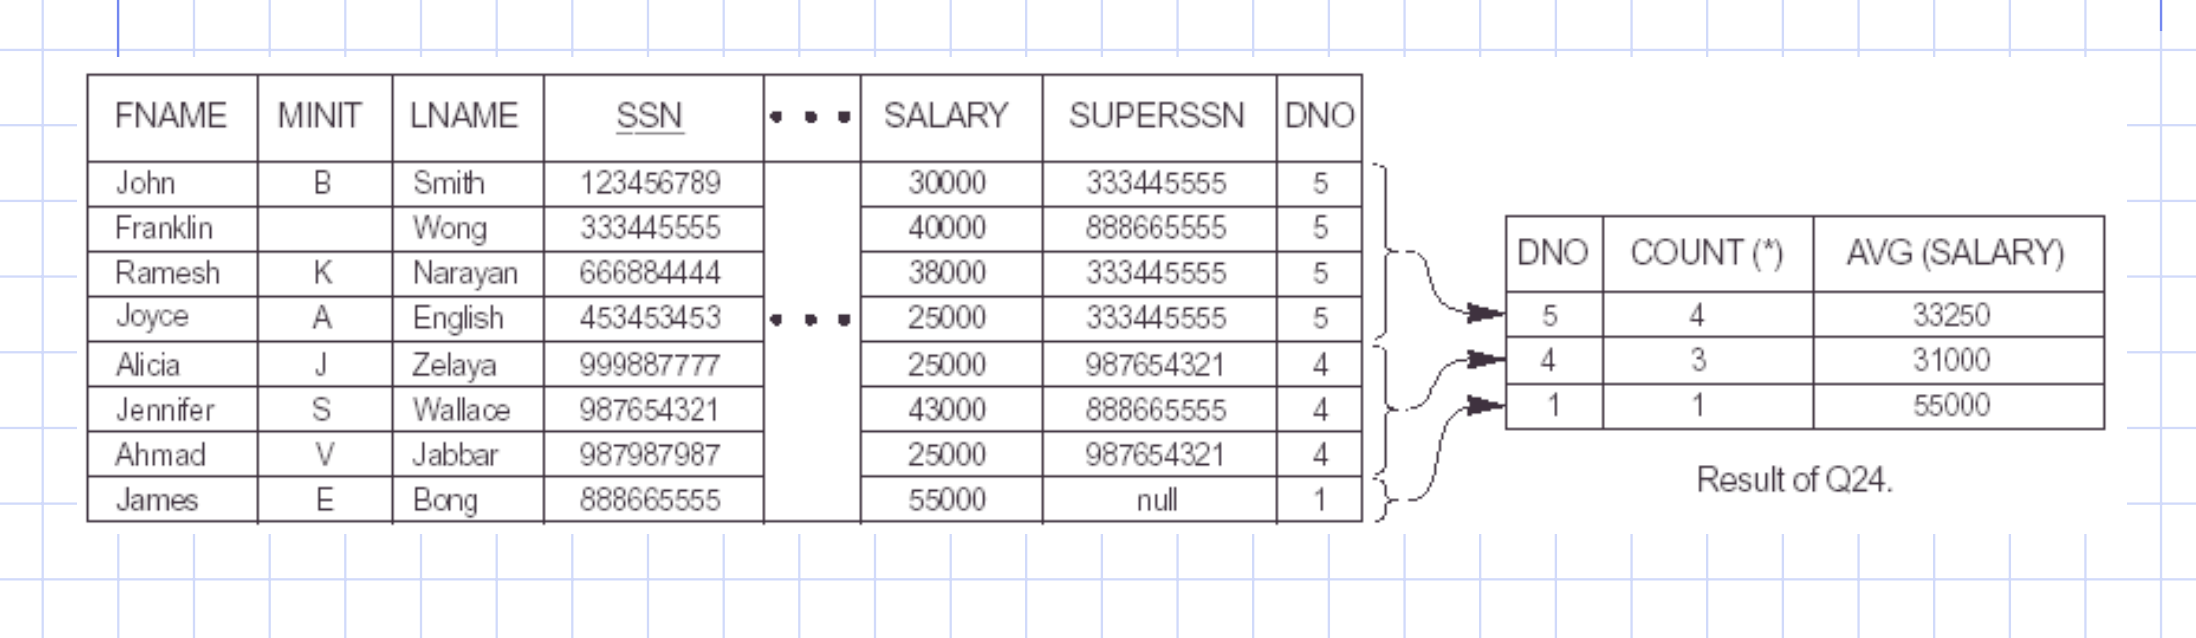 FNAME MINIT LNAME SSN • • • SALARY SUPERSSN DNO
John B Smith 123456789 30000 333445555 5
Franklin Wong 333445555 40000 888665555 5
Ramesh K Narayan 666884444 38000 333445555 5
Joyce A English 453453453 • • • 25000 333445555 5
Alicia J Zelaya 999887777 25000 987654321 4
Jennifer S Wallace 987654321 43000 888665555 4
Ahmad V Jabbar 987987987 25000 987654321 4
James E Bong 888665555 55000 null 1
DNO COUNT (*) AVG (SALARY)
5 4 33250
4 3 31000
1 1 55000
Result of Q24.